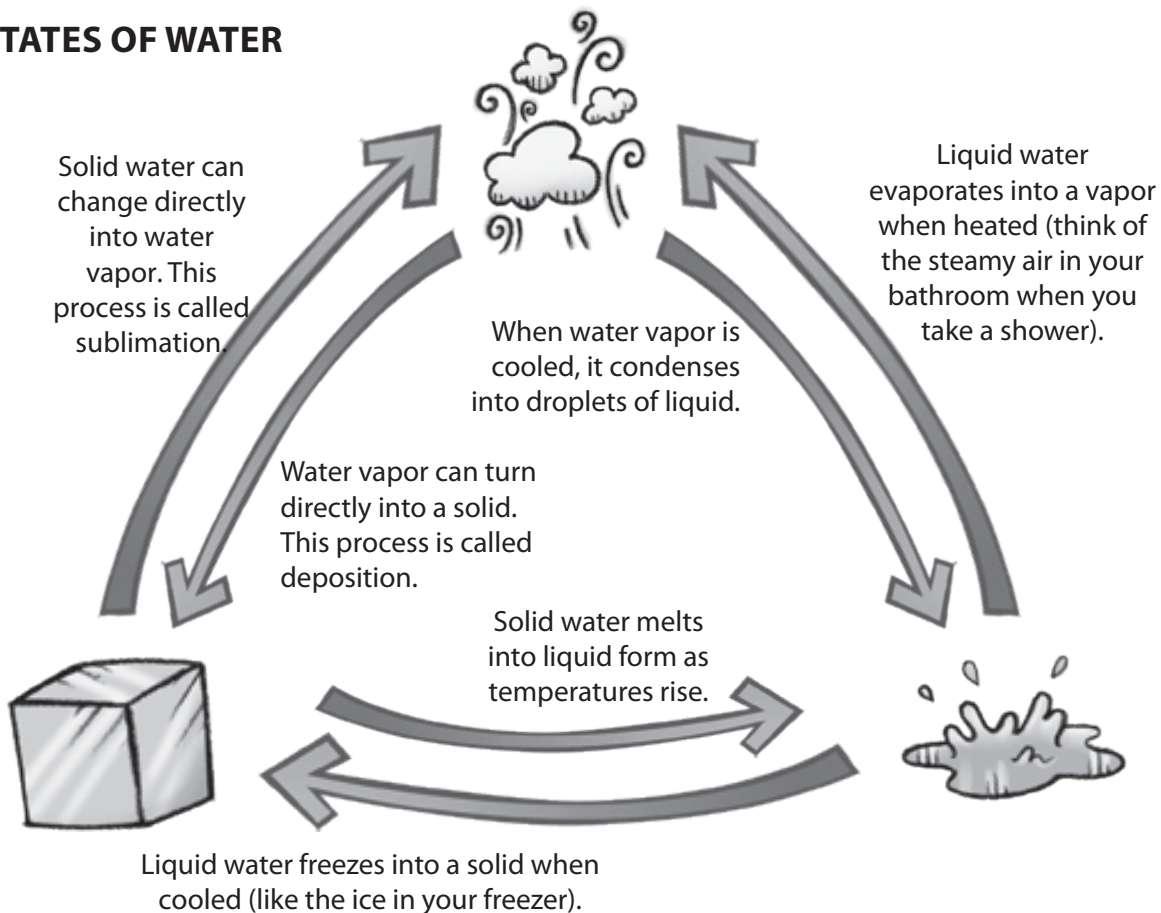 TATES OF WATER
Solid water can
change directly
into water
vapor. This
process is called
sublimation.
Liquid water
evaporates into a vapor
when heated (think of
the steamy air in your
bathroom when you
take a shower).
When water vapor is
cooled, it condenses
into droplets of liquid.
Water vapor can turn
directly into a solid.
This process is called
deposition.
Solid water melts
into liquid form as
temperatures rise.
Liquid water freezes into a solid when
cooled (like the ice in your freezer).